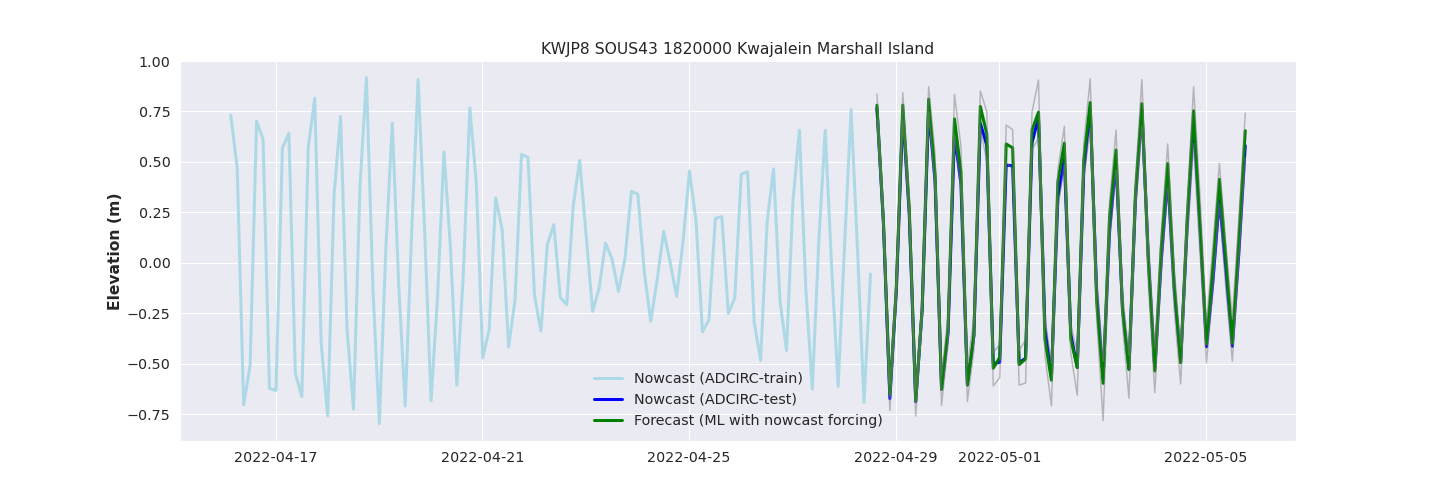 KWJP8 SOUS43 1820000 Kwajalein Marshall Island
Elevation (m)
1.00
0.75
0.50
0.25
0.00
−0.25
−0.50
−0.75
Nowcast (ADCIRC-train)
Nowcast (ADCIRC-test)
Forecast (ML with nowcast forcing)
2022-04-17 2022-04-21 2022-04-25 2022-04-29 2022-05-01 2022-05-05